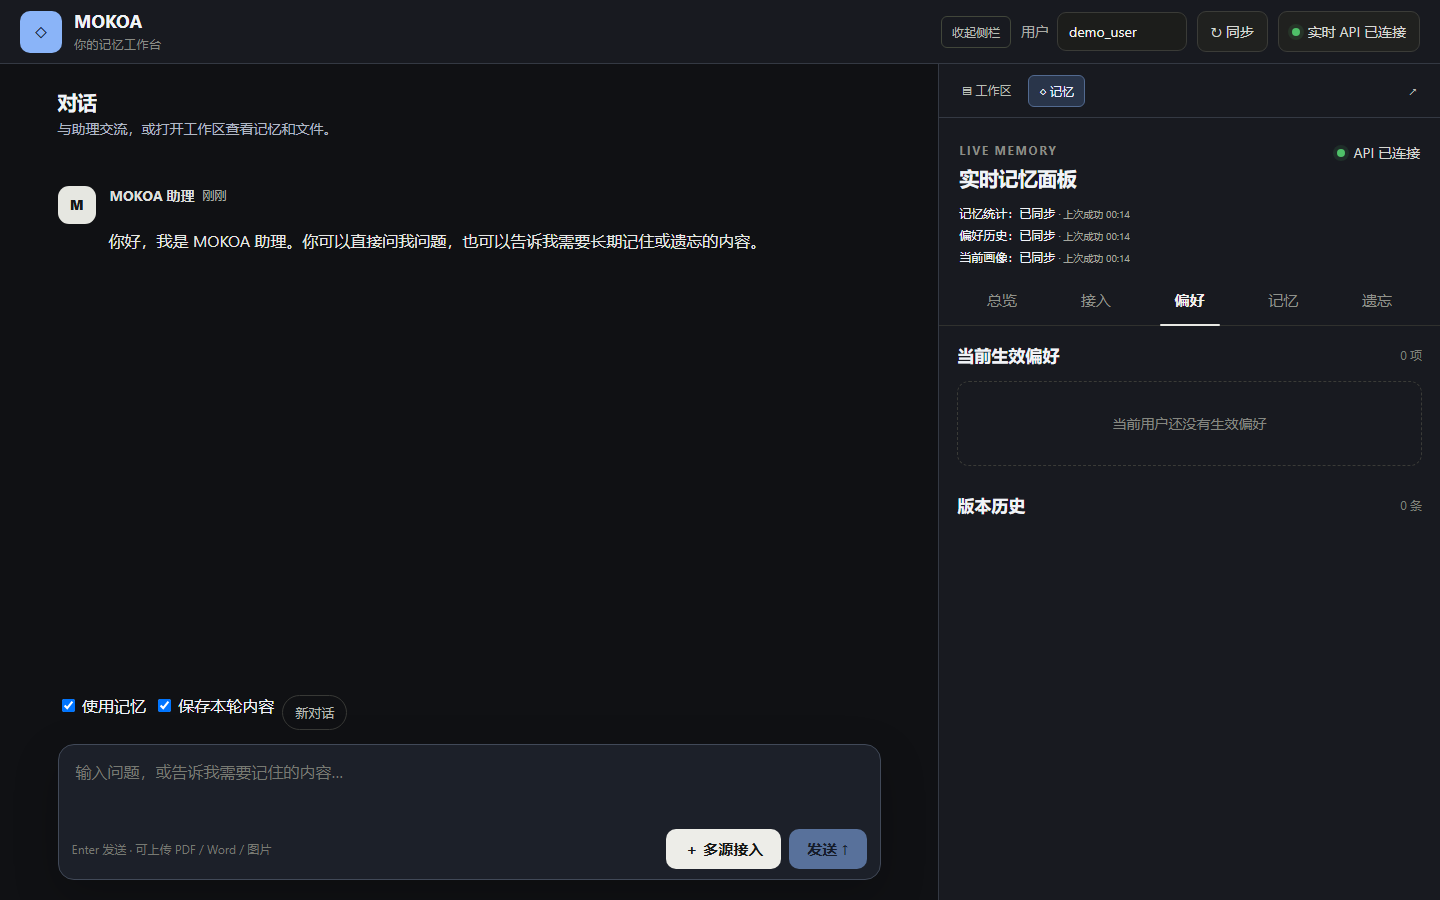 MOKOA
你的记忆工作台
收起侧栏 用户 demo_user ↻ 同步 实时 API 已连接
对话
与助理交流，或打开工作区查看记忆和文件。
M MOKOA 助理 刚刚
你好，我是 MOKOA 助理。你可以直接问我问题，也可以告诉我需要长期记住或遗忘的内容。
使用记忆 保存本轮内容 新对话
输入问题，或告诉我需要记住的内容...
Enter 发送 · 可上传 PDF / Word / 图片
+ 多源接入 发送 ↑
工作区 记忆 ↗
LIVE MEMORY
API 已连接
实时记忆面板
记忆统计：已同步 · 上次成功 00:14
偏好历史：已同步 · 上次成功 00:14
当前画像：已同步 · 上次成功 00:14
总览 接入 偏好 记忆 遗忘
当前生效偏好 0 项
当前用户还没有生效偏好
版本历史 0 条